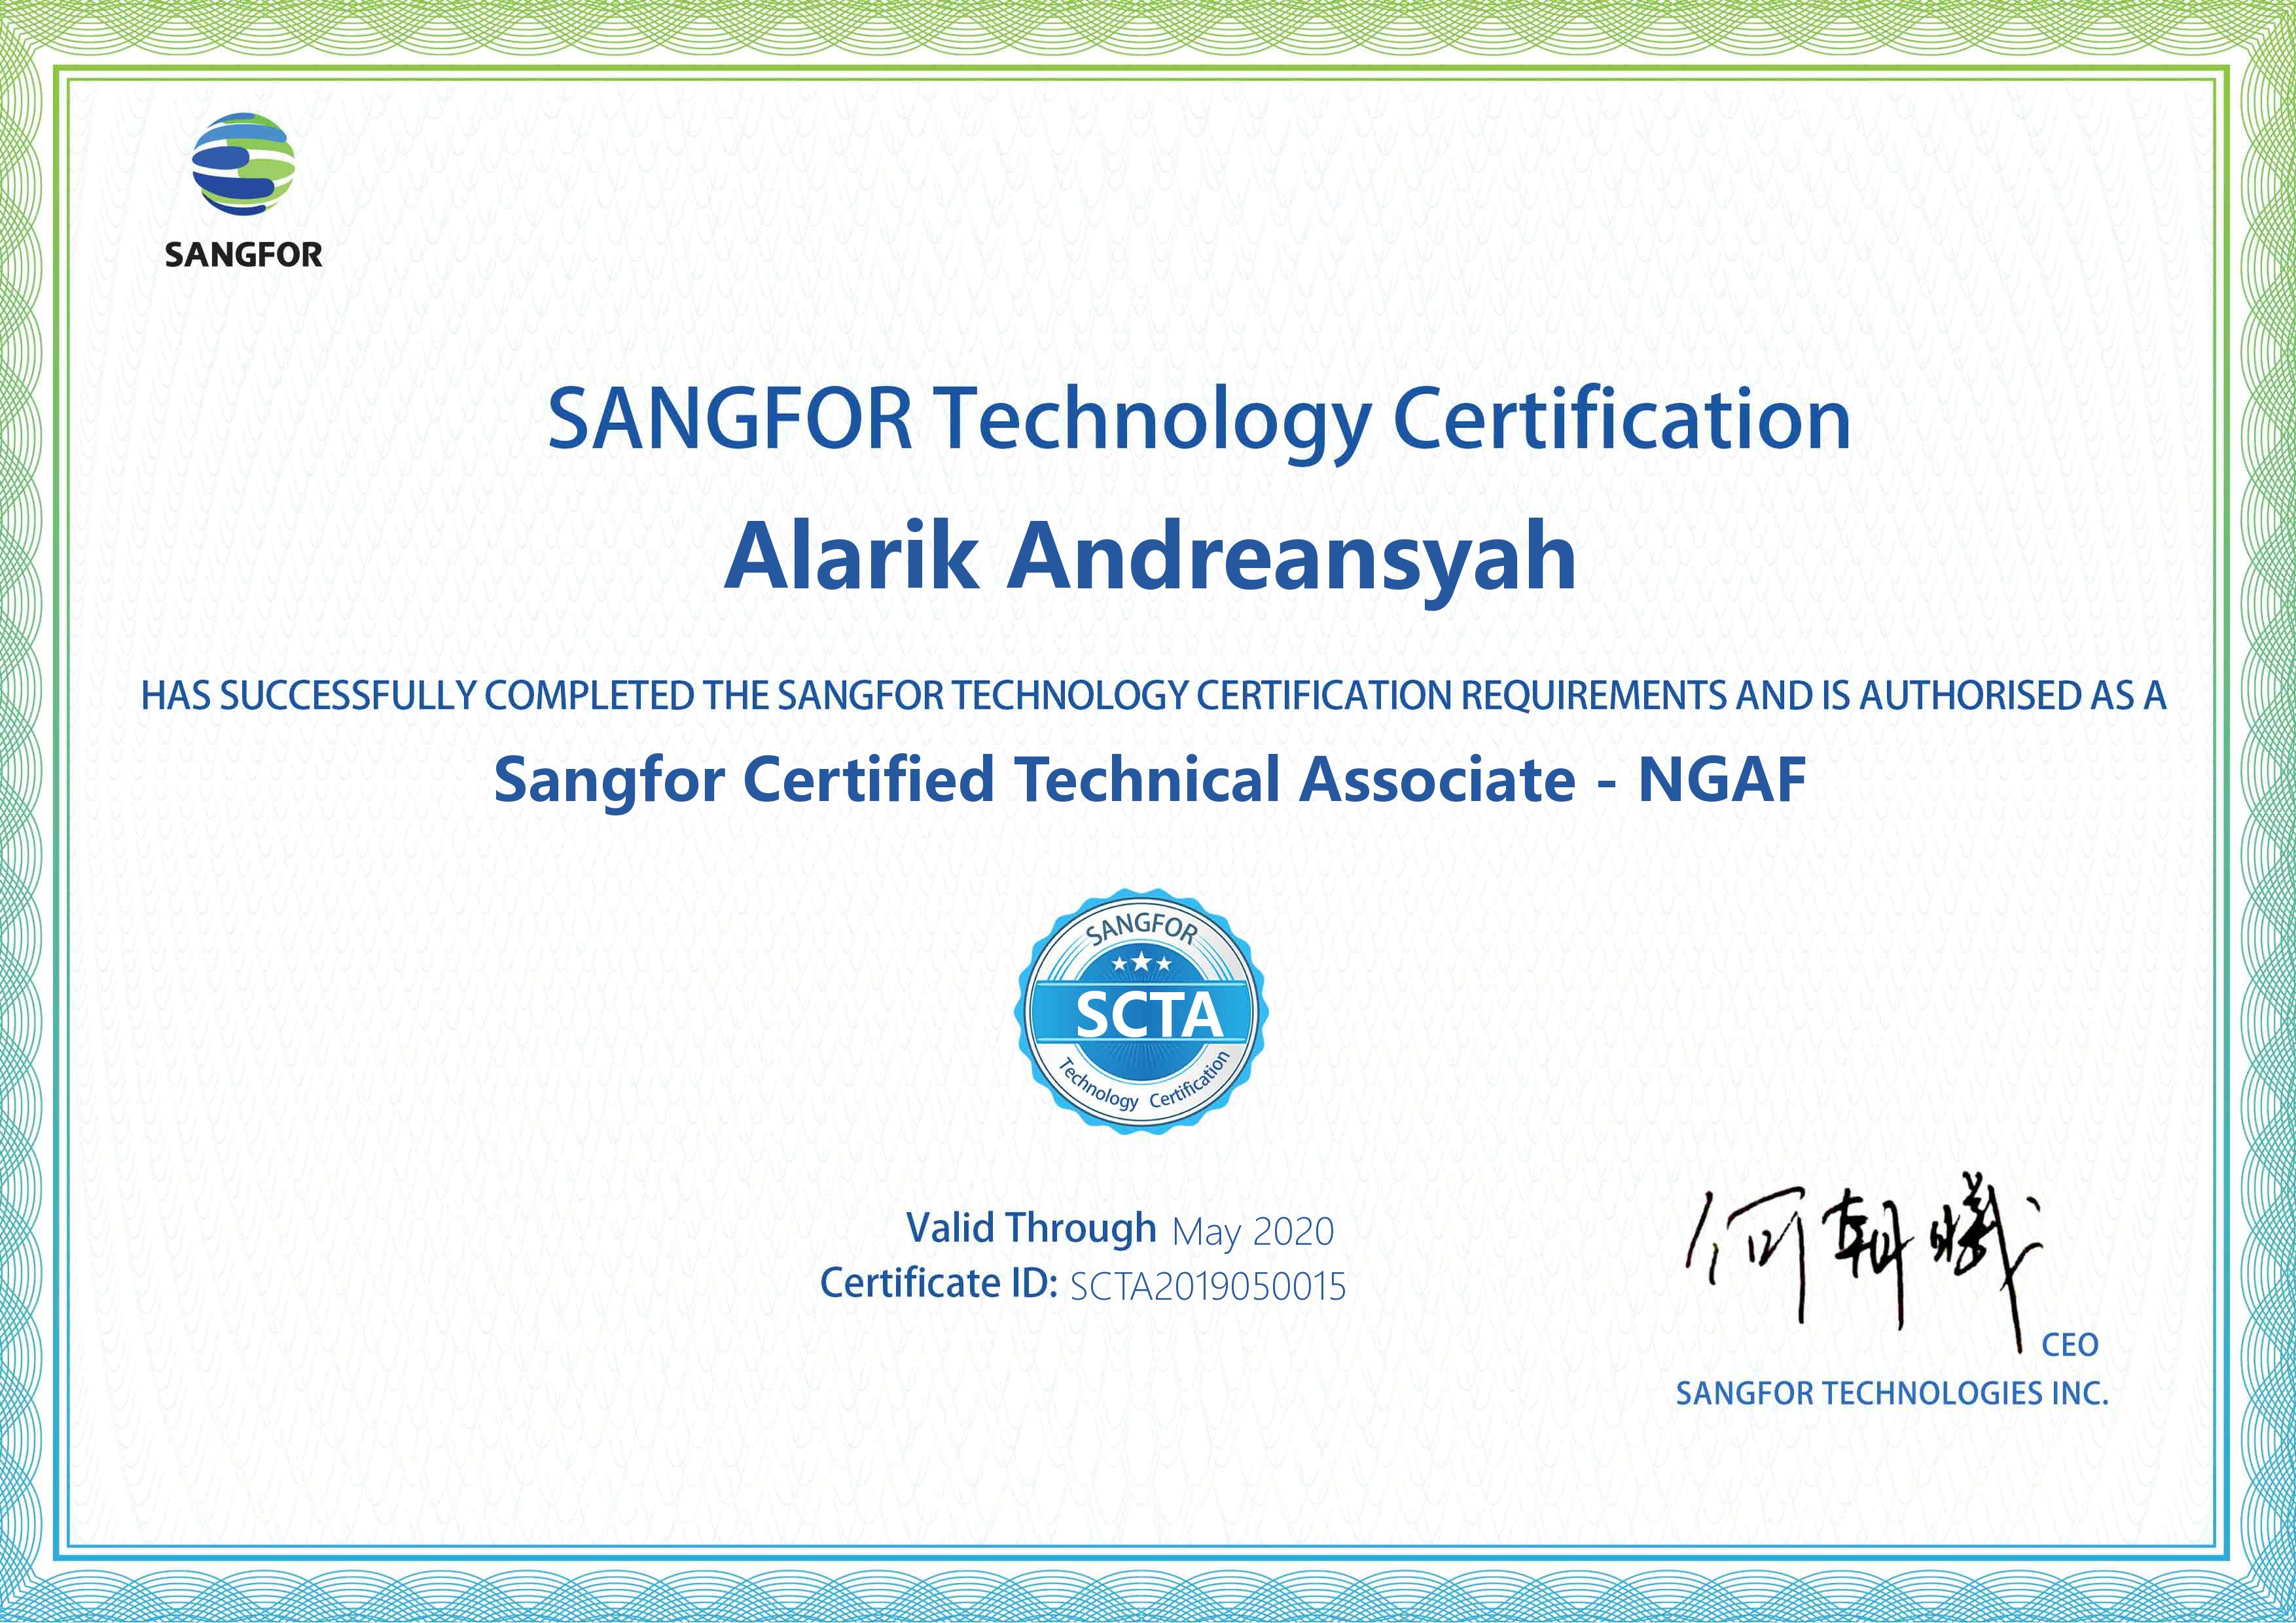 SANGFOR
SANGFOR Technology Certification
Alarik Andreansyah
HAS SUCCESSFULLY COMPLETED THE SANGFOR TECHNOLOGY CERTIFICATION REQUIREMENTS AND IS AUTHORISED AS A
Sangfor Certified Technical Associate - NGAF
SANGFOR
SCTA
Technology Certification
Valid Through May 2020
Certificate ID: SCTA2019050015
何朝曦
CEO
SANGFOR TECHNOLOGIES INC.